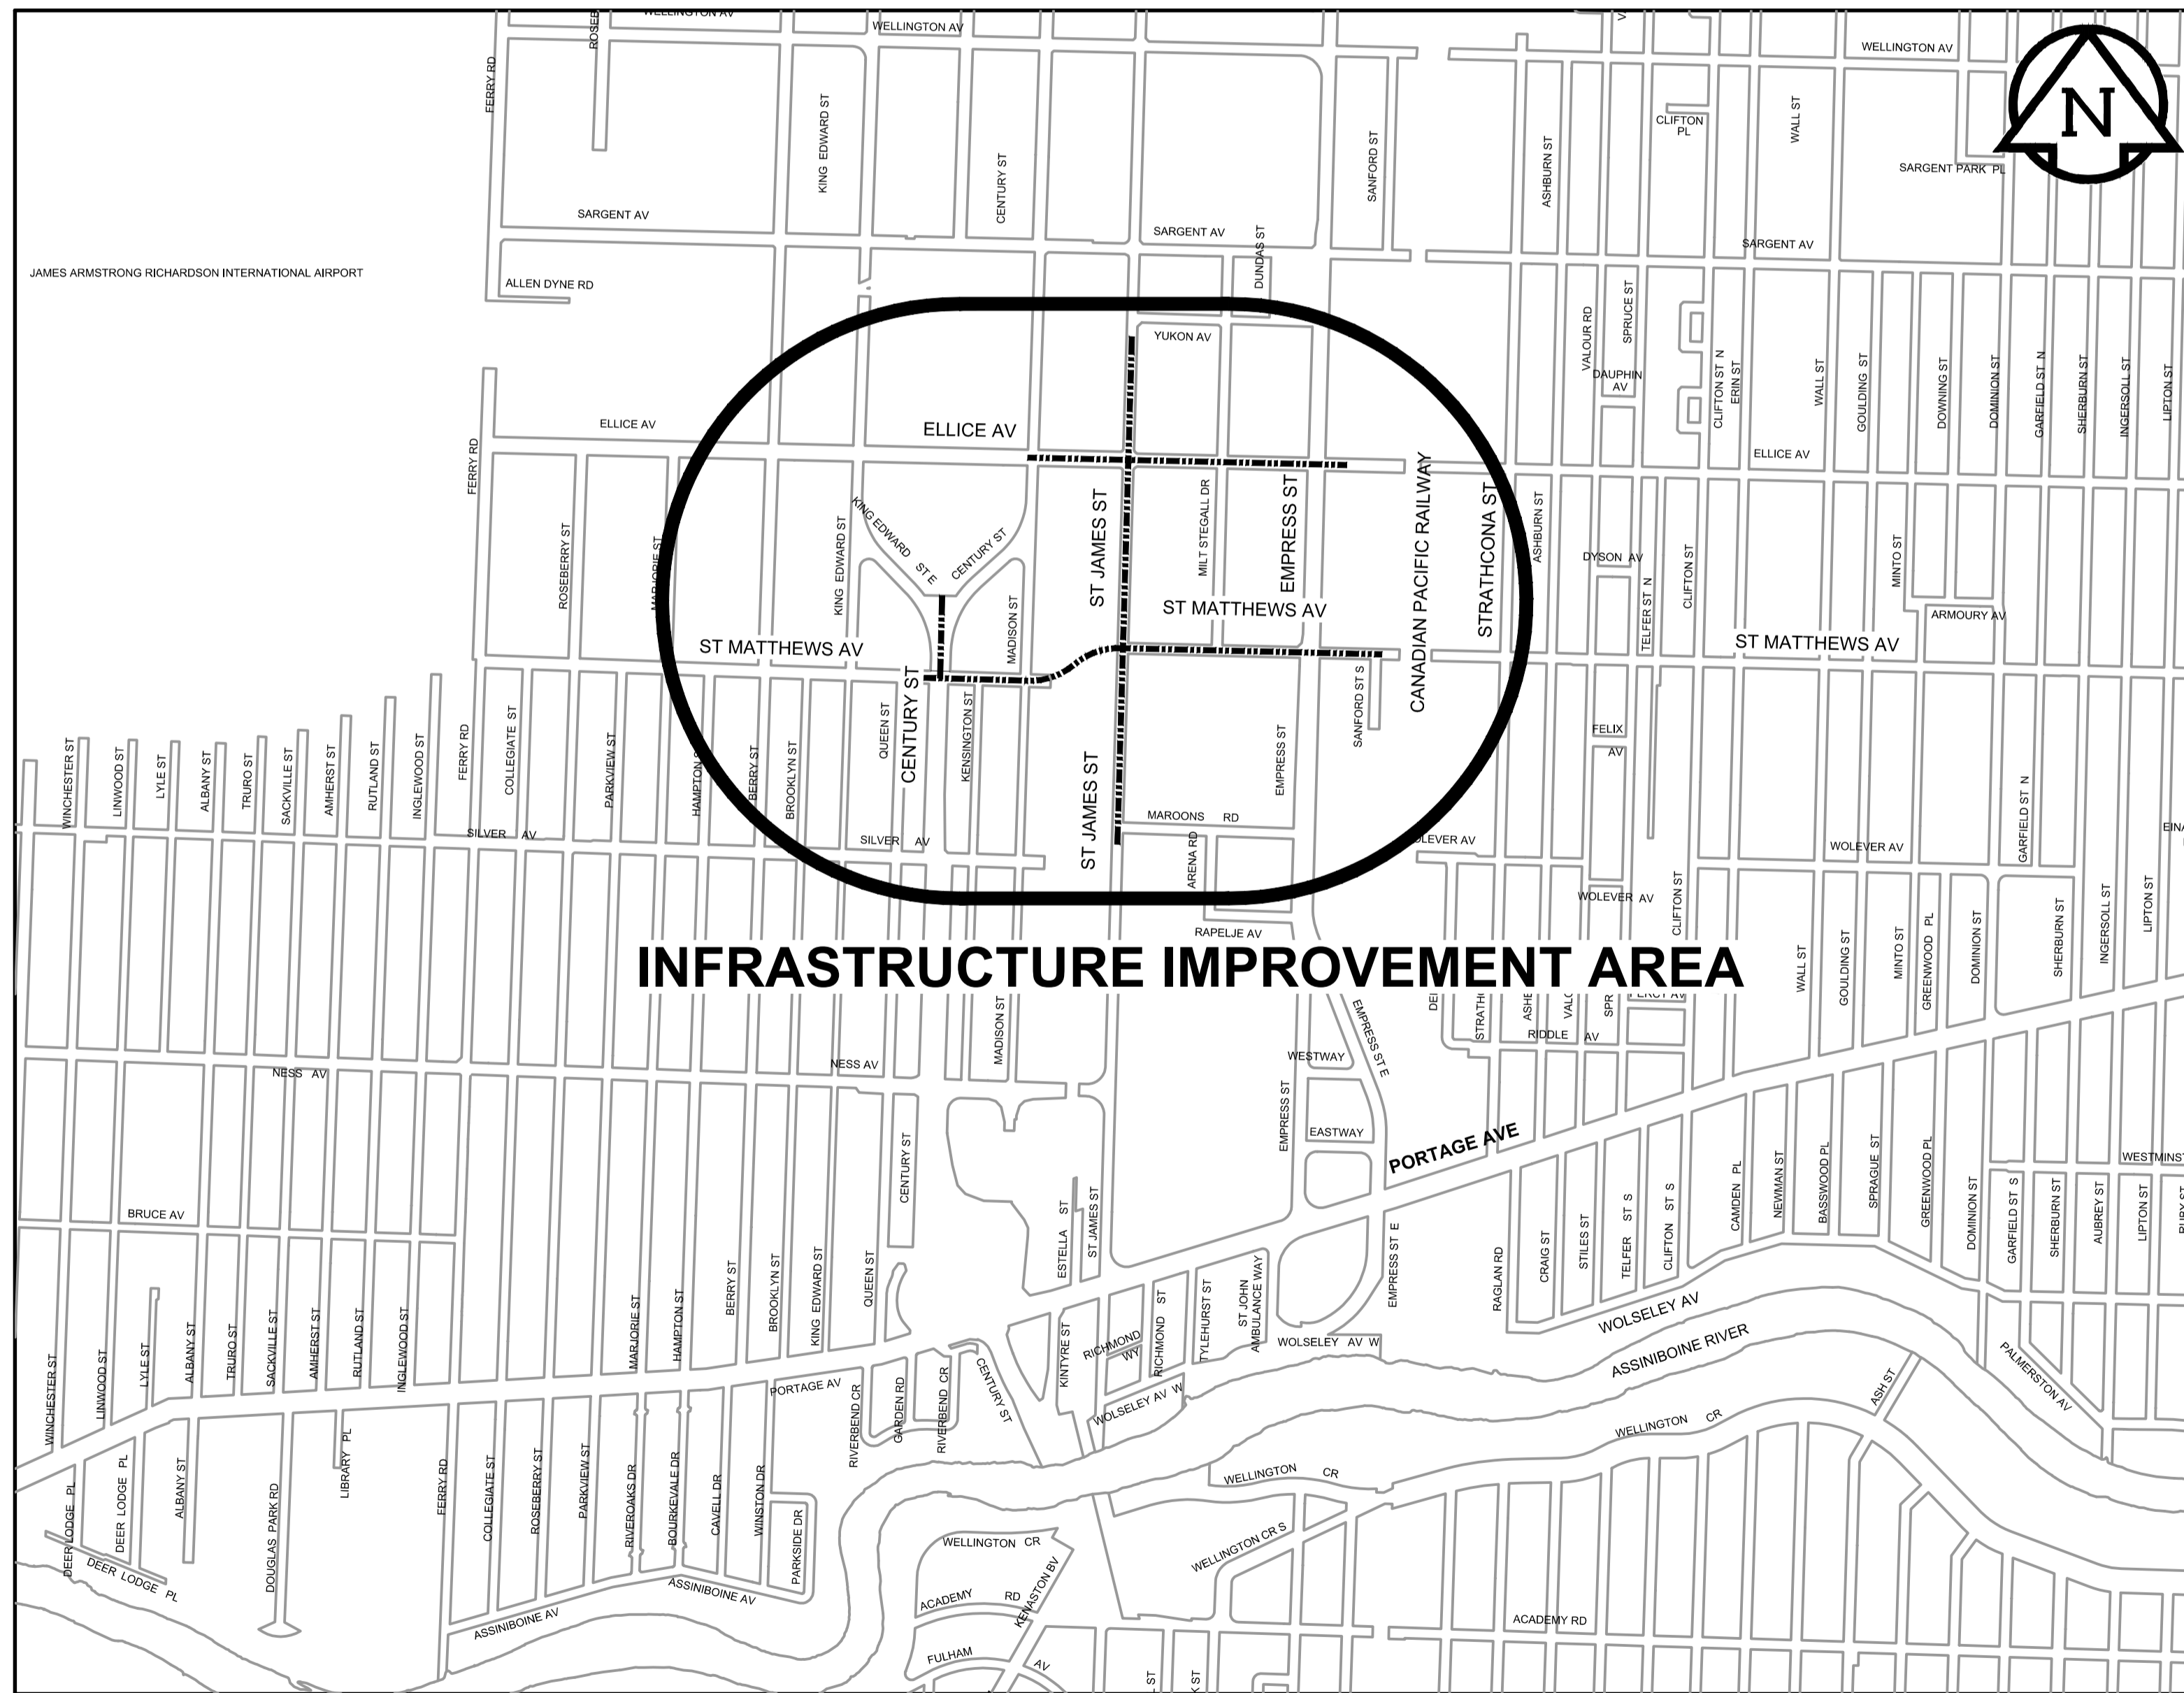 WELLINGTON AV
WELLINGTON AV
WELLINGTON AV
FERRY RD
KING EDWARD ST
CENTURY ST
SANFORD ST
ASHBURN ST
CLIFTON
PL
WALL ST
N
SARGENT PARK PL
SARGENT AV
SARGENT AV
DUNDAS ST
SARGENT AV
JAMES ARMSTRONG RICHARDSON INTERNATIONAL AIRPORT
ALLEN DYNE RD
YUKON AV
VALOUR RD
SPRUCE ST
DAUPHIN
AV
CLIFTON ST N
ERIN ST
WALL ST
GOULDING ST
DOWNING ST
DOMINION ST
GARFIELD ST N
SHERBURN ST
INGERSOLL ST
LIPTON ST
ELLICE AV
ELLICE AV
ELLICE AV
FERRY RD
ROSEBERRY ST
MARJORIE ST
KING EDWARD ST
KING EDWARD ST E
CENTURY ST
MADISON ST
ST JAMES ST
MILT STEGALL DR
EMPRESS ST
CANADIAN PACIFIC RAILWAY
STRATHCONA ST
ASHBURN ST
DYSON AV
TELFER ST N
CLIFTON ST
MINTO ST
ARMOURY AV
ST MATTHEWS AV
ST MATTHEWS AV
ST MATTHEWS AV
WINCHESTER ST
LINWOOD ST
LYLE ST
ALBANY ST
TRURO ST
SACKVILLE ST
AMHERST ST
RUTLAND ST
INGLEWOOD ST
FERRY RD
COLLEGIATE ST
PARKVIEW ST
HAMPTON S
BERRY ST
BROOKLYN ST
QUEEN ST
CENTURY ST
KENSINGTON ST
ST JAMES ST
EMPRESS ST
SANFORD ST S
FELIX
AV
GARFIELD ST N
MAROONS RD
SILVER AV
SILVER AV
ARENA RD
OLEVER AV
WOLEVER AV
WOLEVER AV
CLIFTON ST
RAPELJE AV
WALL ST
GOULDING ST
MINTO ST
GREENWOOD PL
DOMINION ST
SHERBURN ST
INGERSOLL ST
LIPTON ST
INFRASTRUCTURE IMPROVEMENT AREA
MADISON ST
EMPRESS ST E
RIDDLE AV
NESS AV
NESS AV
WESTWAY
EMPRESS ST
EASTWAY
PORTAGE AVE
CENTURY ST
BRUCE AV
ESTELLA ST
ST JAMES ST
EMPRESS ST E
RAGLAN RD
CRAIG ST
STILES ST
TELFER ST S
CLIFTON ST S
CAMDEN PL
NEWMAN ST
BASSWOOD PL
SPRAGUE ST
GREENWOOD PL
DOMINION ST
GARFIELD ST S
SHERBURN ST
AUBREY ST
LIPTON ST
WINCHESTER ST
LINWOOD ST
LYLE ST
ALBANY ST
TRURO ST
SACKVILLE ST
AMHERST ST
RUTLAND ST
INGLEWOOD ST
MARJORIE ST
HAMPTON ST
BERRY ST
BROOKLYN ST
KING EDWARD ST
QUEEN ST
KINTYRE ST
RICHMOND
WY
RICHMOND ST
TYLEHURST ST
ST JOHN
AMBULANCE WAY
WOLSELEY AV W
WOLSELEY AV W
WOLSELEY AV
ASSINIBOINE RIVER
PALMERSTON AV
ASH ST
PORTAGE AV
RIVERBEND CR
GARDEN RD
RIVERBEND CR
CENTURY ST
WELLINGTON CR
WELLINGTON CR
DEER LODGE PL
DEER LODGE PL
DEER LODGE PL
ALBANY ST
DOUGLAS PARK RD
LIBRARY PL
FERRY RD
COLLEGIATE ST
ROSEBERRY ST
PARKVIEW ST
RIVEROAKS DR
BOURKEVALE DR
CAVELL DR
WINSTON DR
PARKSIDE DR
WELLINGTON CR
WELLINGTON CR S
ASSINIBOINE AV
ASSINIBOINE AV
ACADEMY RD
KENASTON BV
ACADEMY RD
FULHAM AV